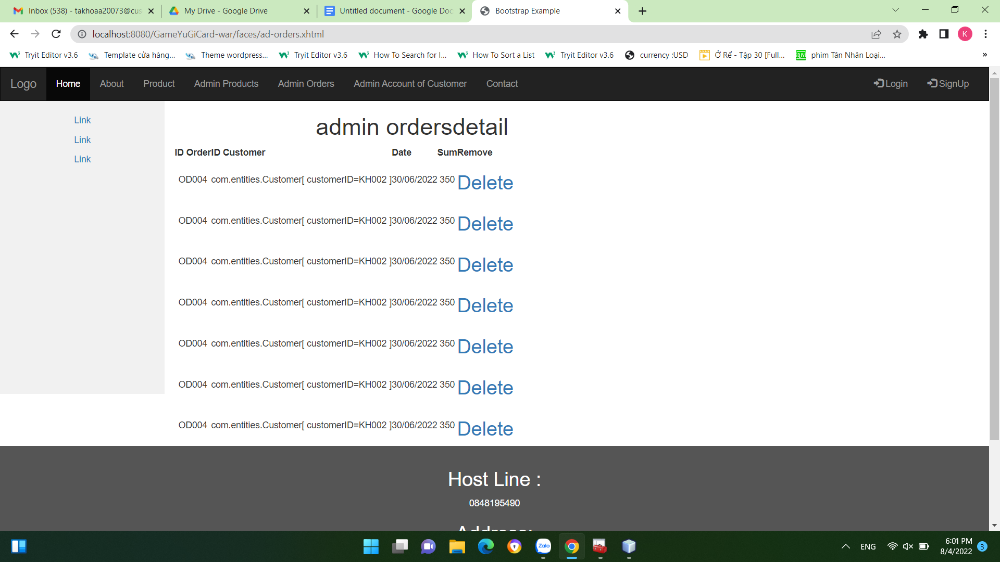 Inbox (538) - takhoaa20073@cus
My Drive - Google Drive
Untitled document - Google Doc
Bootstrap Example
localhost:8080/GameYuGiCard-war/faces/ad-orders.xhtml
K
Tryit Editor v3.6
Template cửa hàng...
Theme wordpress...
Tryit Editor v3.6
How To Search for I...
How To Sort a List
Tryit Editor v3.6
currency :USD
Ở Rể - Tập 30 [Full...
phim Tân Nhân Loại...
»
Logo Home About Product Admin Products Admin Orders Admin Account of Customer Contact Login SignUp
Link
Link
Link
admin ordersdetail
ID OrderID Customer Date SumRemove
OD004 com.entities.Customer[ customerID=KH002 ]30/06/2022 350 Delete
OD004 com.entities.Customer[ customerID=KH002 ]30/06/2022 350 Delete
OD004 com.entities.Customer[ customerID=KH002 ]30/06/2022 350 Delete
OD004 com.entities.Customer[ customerID=KH002 ]30/06/2022 350 Delete
OD004 com.entities.Customer[ customerID=KH002 ]30/06/2022 350 Delete
OD004 com.entities.Customer[ customerID=KH002 ]30/06/2022 350 Delete
OD004 com.entities.Customer[ customerID=KH002 ]30/06/2022 350 Delete
Host Line :
0848195490
Address:
Zalo
ENG
6:01 PM
8/4/2022
3